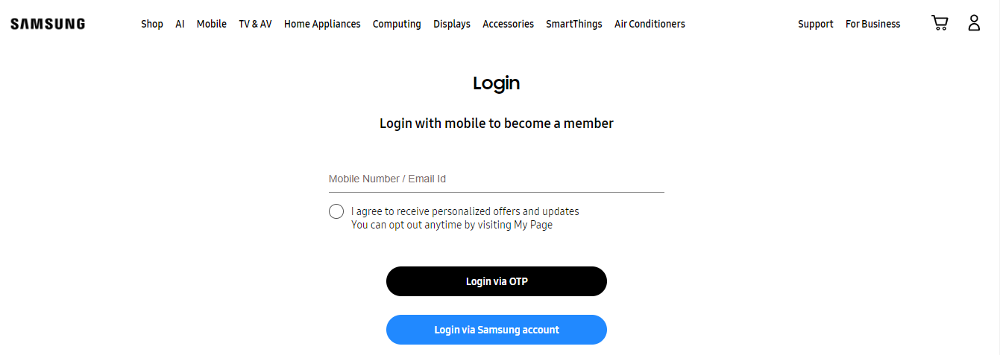 SAMSUNG Shop AI Mobile TV & AV Home Appliances Computing Displays Accessories SmartThings Air Conditioners Support For Business
Login
Login with mobile to become a member
Mobile Number / Email Id
I agree to receive personalized offers and updates
You can opt out anytime by visiting My Page
Login via OTP
Login via Samsung account